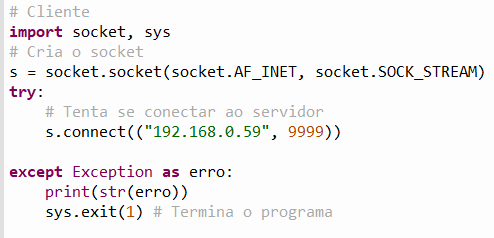 # Cliente
import socket, sys
# Cria o socket
s = socket.socket(socket.AF_INET, socket.SOCK_STREAM)
try:
    # Tenta se conectar ao servidor
    s.connect(("192.168.0.59", 9999))

except Exception as erro:
    print(str(erro))
    sys.exit(1) # Termina o programa